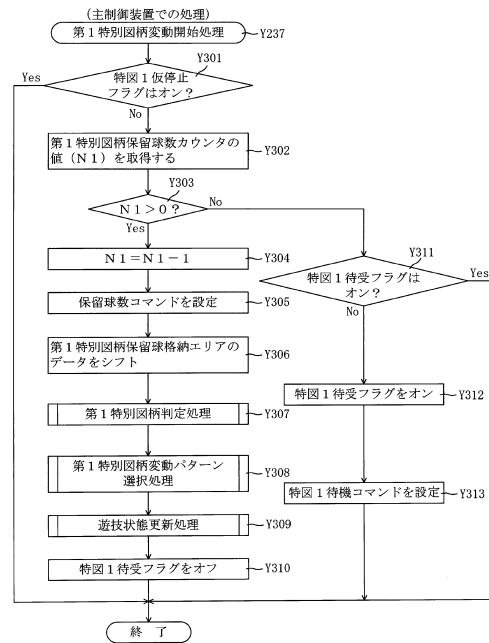 (主制御装置での処理)
第1特別図柄変動開始処理
Y237
Y301
Yes
特図1仮停止
フラグはオン?
No
第1特別図柄保留球数カウンタの
値(N1)を取得する
Y302
Y303
N1>0?
No
Yes
N1=N1-1
Y304
保留球数コマンドを設定
Y305
第1特別図柄保留球格納エリアの
データをシフト
Y306
第1特別図柄判定処理
Y307
第1特別図柄変動パターン
選択処理
Y308
遊技状態更新処理
Y309
特図1待受フラグをオフ
Y310
Y311
特図1待受フラグは
オン?
Yes
No
特図1待受フラグをオン
Y312
特図1待機コマンドを設定
Y313
終 了